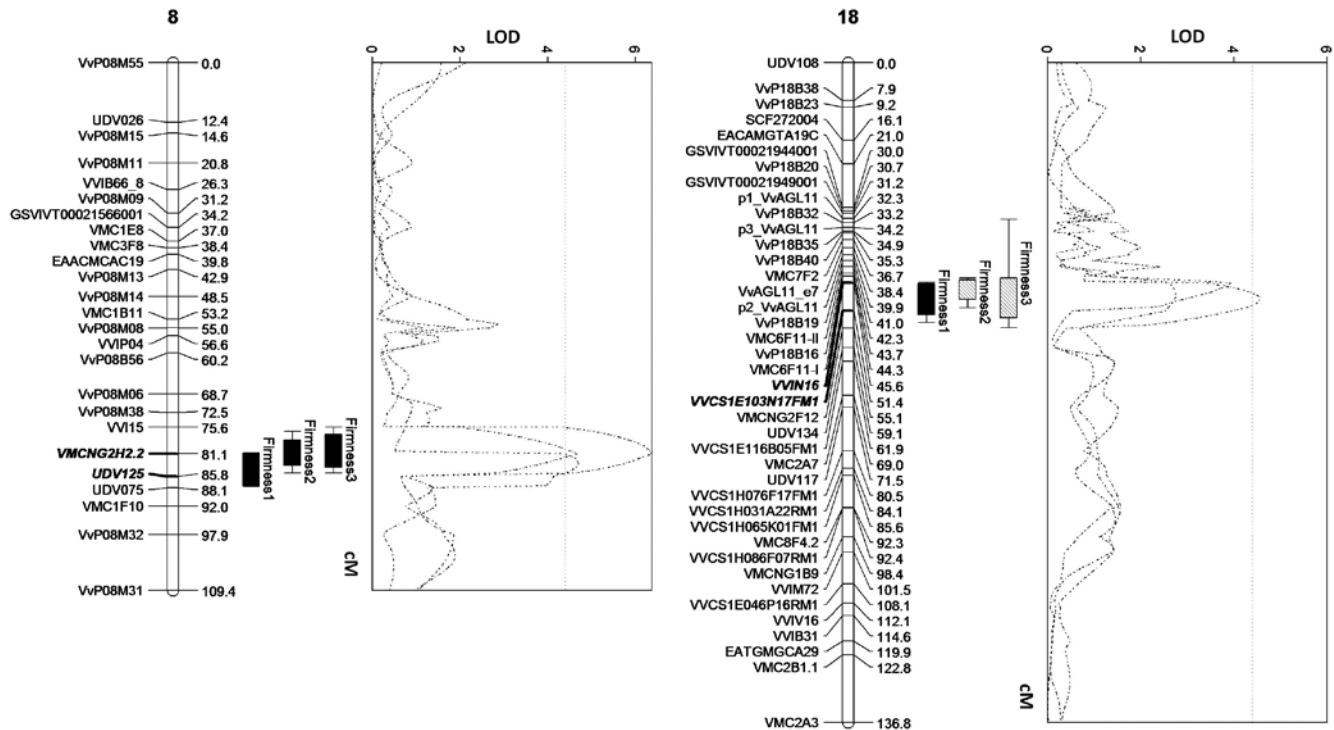 8
LOD
0 2 4 6
VvP08M55 0.0
UDV026 12.4
VvP08M15 14.6
VvP08M11 20.8
VVIB66_8 26.3
VvP08M09 31.2
GSVIVT00021566001 34.2
VMC1E8 37.0
VMC3F8 38.4
EAACMCAC19 39.8
VvP08M13 42.9
VvP08M14 48.5
VMC1B11 53.2
VvP08M08 55.0
VVIP04 56.6
VvP08B56 60.2
VvP08M06 68.7
VvP08M38 72.5
VVI15 75.6
VMCNG2H2.2 81.1
UDV125 85.8
UDV075 88.1
VMC1F10 92.0
VvP08M32 97.9
VvP08M31 109.4
Firmness1
Firmness2
Firmness3
cM
18
LOD
0 2 4 6
UDV108 0.0
VvP18B38 7.9
VvP18B23 9.2
SCF272004 16.1
EACAMGTA19C 21.0
GSVIVT00021944001 30.0
VvP18B20 30.7
GSVIVT00021949001 31.2
p1_VvAGL11 32.3
VvP18B32 33.2
p3_VvAGL11 34.2
VvP18B35 34.9
VvP18B40 35.3
VMC7F2 36.7
VvAGL11_e7 38.4
p2_VvAGL11 39.9
VvP18B19 41.0
VMC6F11-II 42.3
VvP18B16 43.7
VMC6F11-I 44.3
VVIN16 45.6
VVCS1E103N17FM1 51.4
VMCNG2F12 55.1
UDV134 59.1
VVCS1E116B05FM1 61.9
VMC2A7 69.0
UDV117 71.5
VVCS1H076F17FM1 80.5
VVCS1H031A22RM1 84.1
VVCS1H065K01FM1 85.6
VMC8F4.2 92.3
VVCS1H086F07RM1 92.4
VMCNG1B9 98.4
VVIM72 101.5
VVCS1E046P16RM1 108.1
VVIV16 112.1
VVIB31 114.6
EATGMGCA29 119.9
VMC2B1.1 122.8
VMC2A3 136.8
Firmness1
Firmness2
Firmness3
cM